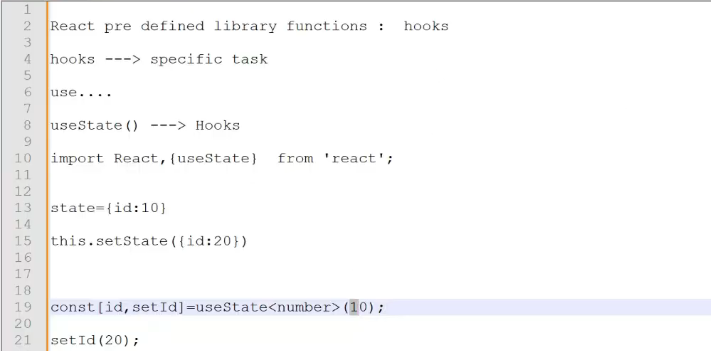 1
2 React pre defined library functions :  hooks
3
4 hooks ---> specific task
5
6 use....
7
8 useState() ---> Hooks
9
10 import React,{useState}  from 'react';
11
12
13 state={id:10}
14
15 this.setState({id:20})
16
17
18
19 const[id,setId]=useState<number>(10);
20
21 setId(20);